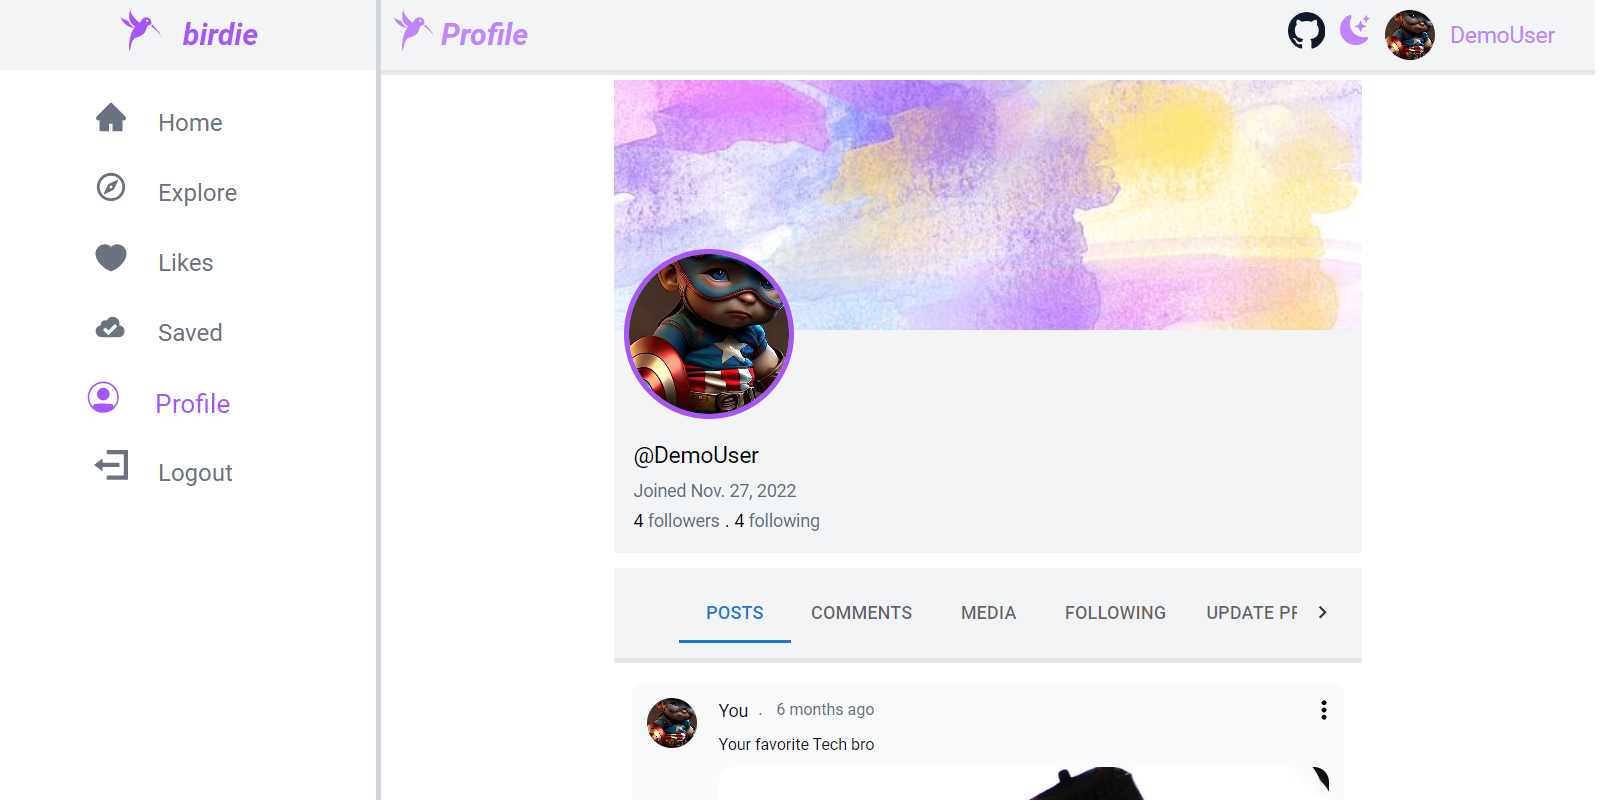 birdie
Profile
DemoUser
Home
Explore
Likes
Saved
Profile
Logout
@DemoUser
Joined Nov. 27, 2022
4 followers . 4 following
POSTS COMMENTS MEDIA FOLLOWING UPDATE PF
You . 6 months ago
Your favorite Tech bro